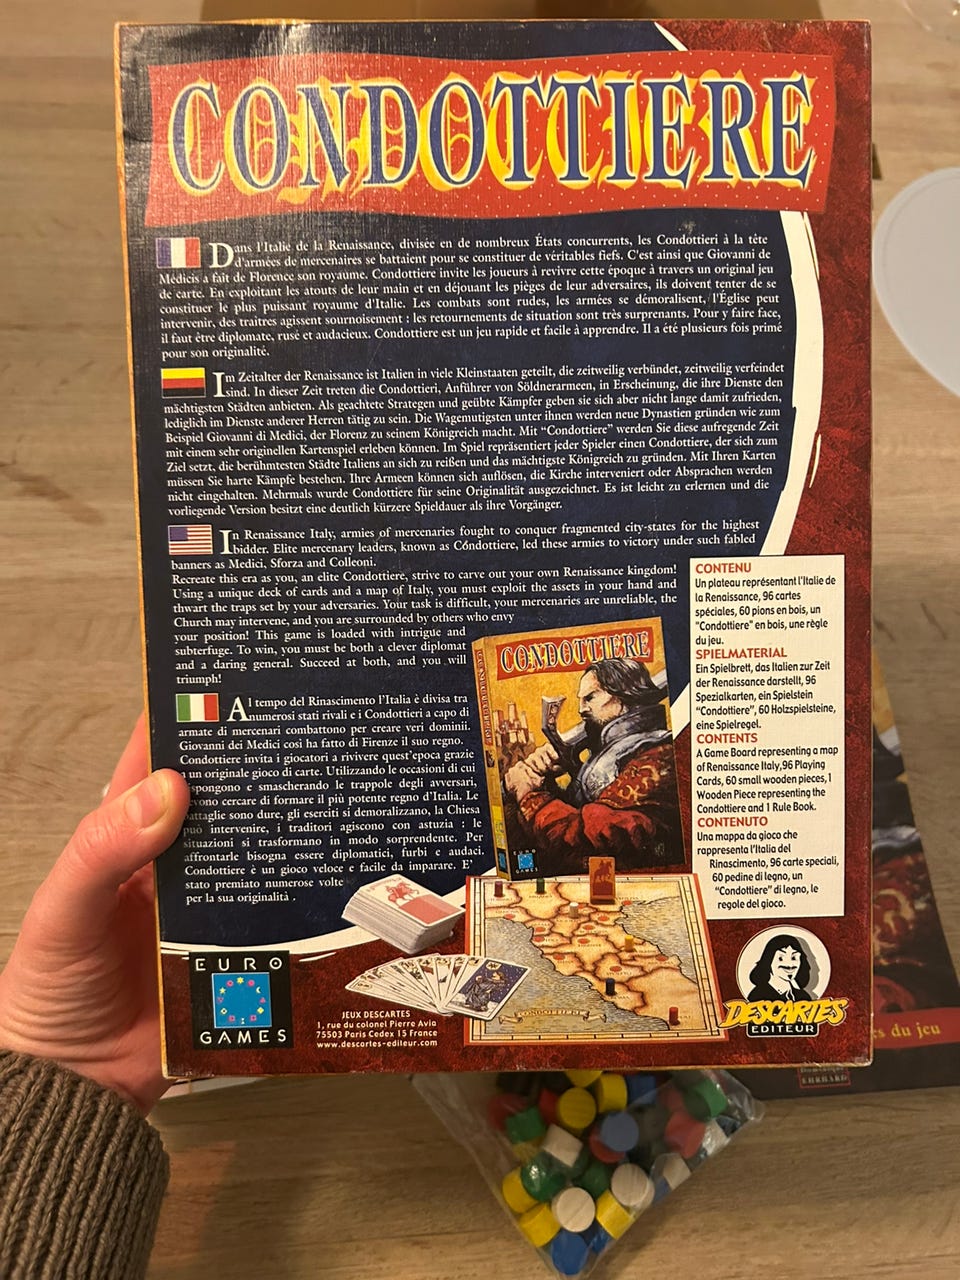 CONDOTTIERE
Dans l'Italie de la Renaissance, divisée en de nombreux États concurrents, les Condottieri à la tête
d'armées de mercenaires se battaient pour se constituer de véritables fiefs. C'est ainsi que Giovanni de
Médicis a fait de Florence son royaume. Condottiere invite les joueurs à revivre cette époque à travers un original jeu
de carte. En exploitant les atouts de leur main et en déjouant les pièges de leur adversaires, ils doivent tenter de se
constituer le plus puissant royaume d'Italie. Les combats sont rudes, les armées se démoralisent, l'Église peut
intervenir, des traitres agissent sournoisement : les retournements de situation sont très surprenants. Pour y faire face,
il faut être diplomate, rusé et audacieux. Condottiere est un jeu rapide et facile à apprendre. Il a été plusieurs fois primé
pour son originalité.
Im Zeitalter der Renaissance ist Italien in viele Kleinstaaten geteilt, die zeitweilig verbündet, zeitweilig verfeindet
sind. In dieser Zeit treten die Condottieri, Anführer von Söldnerarmeen, in Erscheinung, die ihre Dienste den
mächtigsten Städten anbieten. Als geachtete Strategen und geübte Kämpfer geben sie sich aber nicht lange damit zufrieden,
lediglich im Dienste anderer Herren tätig zu sein. Die Wagemutigsten unter ihnen werden neue Dynastien gründen wie zum
Beispiel Giovanni di Medici, der Florenz zu seinem Königreich macht. Mit "Condottiere" werden Sie diese aufregende Zeit
mit einem sehr originellen Kartenspiel erleben können. Im Spiel repräsentiert jeder Spieler einen Condottiere, der sich zum
Ziel setzt, die berühmtesten Städte Italiens an sich zu reißen und das mächtigste Königreich zu gründen. Mit Ihren Karten
müssen Sie harte Kämpfe bestehen. Ihre Armeen können sich auflösen, die Kirche interveniert oder Absprachen werden
nicht eingehalten. Mehrmals wurde Condottiere für seine Originalität ausgezeichnet. Es ist leicht zu erlernen und die
vorliegende Version besitzt eine deutlich kürzere Spieldauer als ihre Vorgänger.
In Renaissance Italy, armies of mercenaries fought to conquer fragmented city-states for the highest
bidder. Elite mercenary leaders, known as Cóndottiere, led these armies to victory under such fabled
banners as Medici, Sforza and Colleoni.
Recreate this era as you, an elite Condottiere, strive to carve out your own Renaissance kingdom!
Using a unique deck of cards and a map of Italy, you must exploit the assets in your hand and
thwart the traps set by your adversaries. Your task is difficult, your mercenaries are unreliable, the
Church may intervene, and you are surrounded by others who envy
your position! This game is loaded with intrigue and
subterfuge. To win, you must be both a clever diplomat
and a daring general. Succeed at both, and you will
triumph!
Al tempo del Rinascimento l'Italia è divisa tra
numerosi stati rivali e i Condottieri a capo di
armate di mercenari combattono per creare veri dominii.
Giovanni dei Medici cosi ha fatto di Firenze il suo regno.
Condottiere invita i giocatori a rivivere quest'epoca grazie
a un originale gioco di carte. Utilizzando le occasioni di cui
spongono e smascherando le trappole degli avversari,
evono cercare di formare il più potente regno d'Italia. Le
battaglie sono dure, gli eserciti si demoralizzano, la Chiesa
può intervenire, i traditori agiscono con astuzia : le
situazioni si trasformano in modo sorprendente. Per
affrontarle bisogna essere diplomatici, furbi e audaci.
Condottiere è un gioco veloce e facile da imparare. E'
stato premiato numerose volte
per la sua originalità .
CONTENU
Un plateau représentant l'Italie de
la Renaissance, 96 cartes
spéciales, 60 pions en bois, un
"Condottiere" en bois, une règle
du jeu.
SPIELMATERIAL
Ein Spielbrett, das Italien zur Zeit
der Renaissance darstellt, 96
Spezialkarten, ein Spielstein
"Condottiere", 60 Holzspielsteine,
eine Spielregel.
CONTENTS
A Game Board representing a map
of Renaissance Italy, 96 Playing
Cards, 60 small wooden pieces, 1
Wooden Piece representing the
Condottiere and 1 Rule Book.
CONTENUTO
Una mappa da gioco che
rappresenta l'Italia del
Rinascimento, 96 carte speciali,
60 pedine di legno, un
"Condottiere" di legno, le
regole del gioco.
CONDOTTIERE
EURO
GAMES
CONDOTTIERE
EURO
GAMES
JEUX DESCARTES
1, rue du colonel Pierre Avia
75503 Paris Cedex 15 France
www.descartes-editeur.com
DESCARTES
EDITEUR
es du jeu
EHRHARD